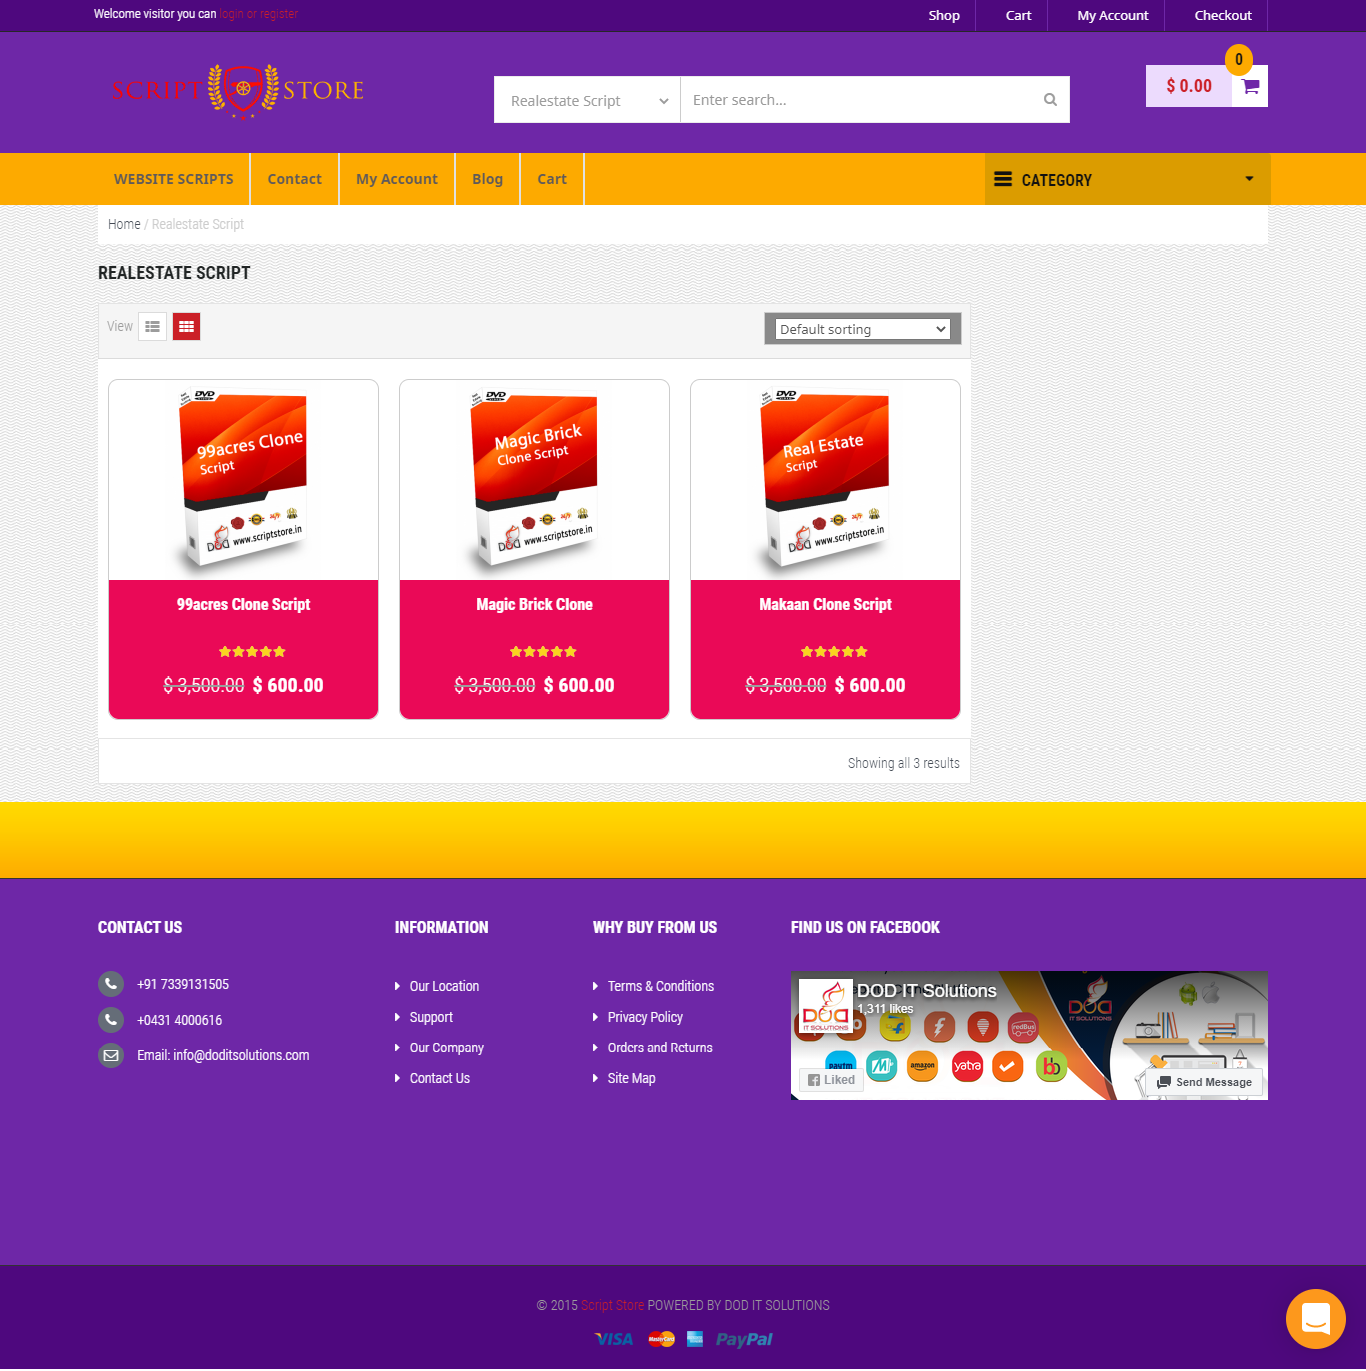 Welcome visitor you can login or register
Shop
Cart
My Account
Checkout
SCRIPT STORE
Realestate Script
Enter search...
$ 0.00
0
WEBSITE SCRIPTS
Contact
My Account
Blog
Cart
CATEGORY
Home / Realestate Script
REALESTATE SCRIPT
View
Default sorting
DVD
99acres Clone
Script
DOD www.scriptstore.in
99acres Clone Script
$ 3,500.00 $ 600.00
DVD
Magic Brick
Clone Script
DOD www.scriptstore.in
Magic Brick Clone
$ 3,500.00 $ 600.00
DVD
Real Estate
Script
DOD www.scriptstore.in
Makaan Clone Script
$ 3,500.00 $ 600.00
Showing all 3 results
CONTACT US
+91 7339131505
+0431 4000616
Email: info@doditsolutions.com
INFORMATION
Our Location
Support
Our Company
Contact Us
WHY BUY FROM US
Terms & Conditions
Privacy Policy
Orders and Returns
Site Map
FIND US ON FACEBOOK
DOD IT Solutions
1,311 likes
DOD
IT SOLUTIONS
DOD
IT SOLUTIONS
redBus
paytm
amazon
yatra
bb
Liked
Send Message
© 2015 Script Store POWERED BY DOD IT SOLUTIONS
VISA
MasterCard
PayPal